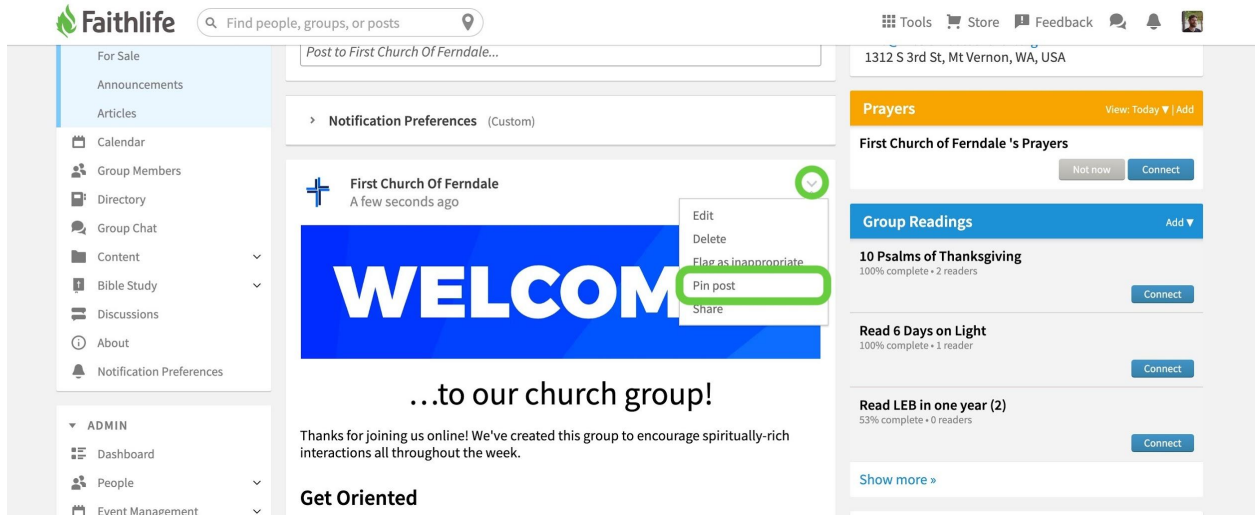 Faithlife
Find people, groups, or posts
Tools
Store
Feedback
For Sale
Announcements
Articles
Calendar
Group Members
Directory
Group Chat
Content
Bible Study
Discussions
About
Notification Preferences
ADMIN
Dashboard
People
Event Management
Post to First Church Of Ferndale...
Notification Preferences (Custom)
First Church Of Ferndale
A few seconds ago
Edit
Delete
Flag as inappropriate
Pin post
Share
WELCOM
...to our church group!
Thanks for joining us online! We've created this group to encourage spiritually-rich
interactions all throughout the week.
Get Oriented
1312 S 3rd St, Mt Vernon, WA, USA
Prayers
View: Today ▼ | Add
First Church of Ferndale 's Prayers
Not now
Connect
Group Readings
Add ▼
10 Psalms of Thanksgiving
100% complete • 2 readers
Connect
Read 6 Days on Light
100% complete • 1 reader
Connect
Read LEB in one year (2)
53% complete • 0 readers
Connect
Show more »